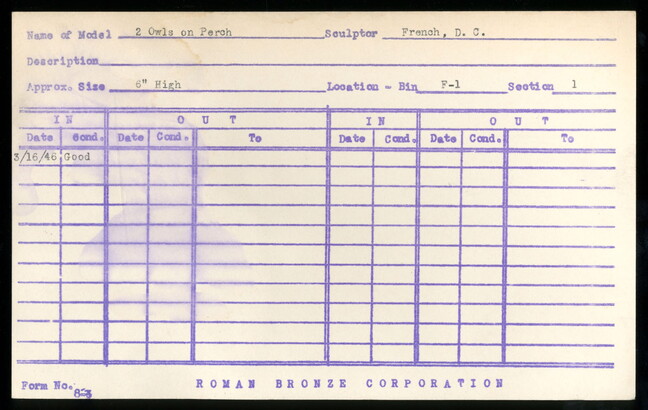 Name of Model 2 Owls on Perch Sculptor French, D. C.
Description
Approx. Size 6" High Location - Bin F-1 Section 1
IN OUT IN OUT
Date Cond. Date Cond. To Date Cond. Date Cond. To
3/16/46 Good
Form No. 823
ROMAN BRONZE CORPORATION